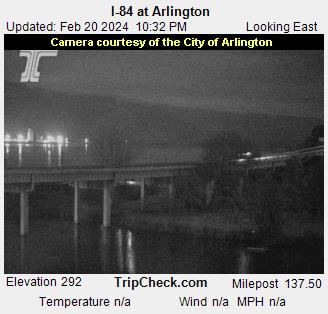 I-84 at Arlington
Updated: Feb 20 2024 10:32 PM Looking East
Camera courtesy of the City of Arlington
Elevation 292 TripCheck.com Milepost 137.50
Temperature n/a Wind n/a MPH n/a